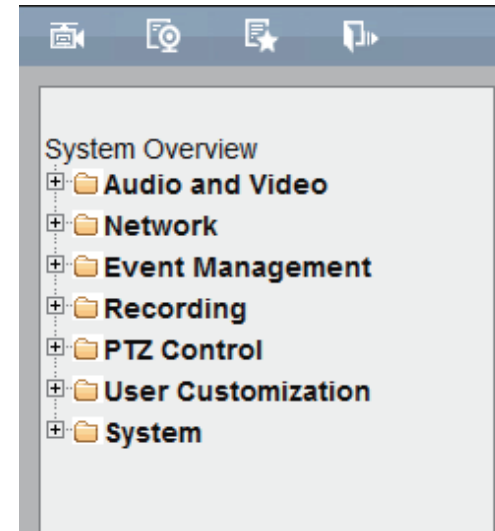 System Overview
Audio and Video
Network
Event Management
Recording
PTZ Control
User Customization
System